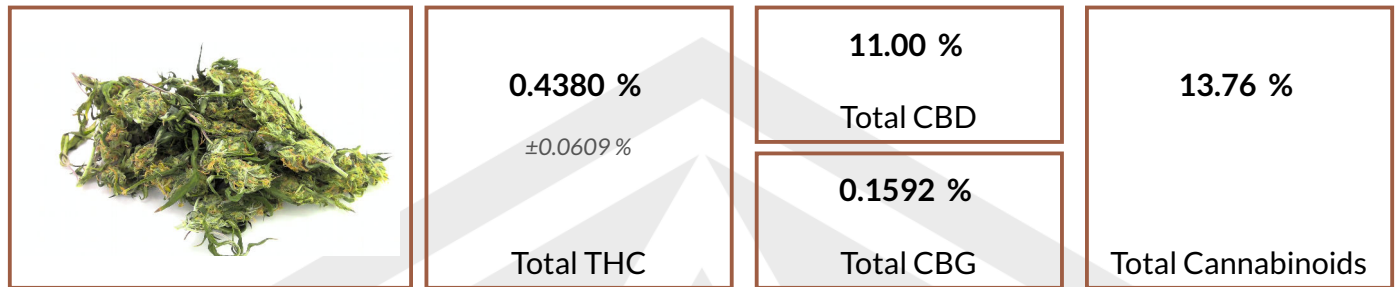 0.4380 %
±0.0609 %
Total THC
11.00 %
Total CBD
0.1592 %
Total CBG
13.76 %
Total Cannabinoids